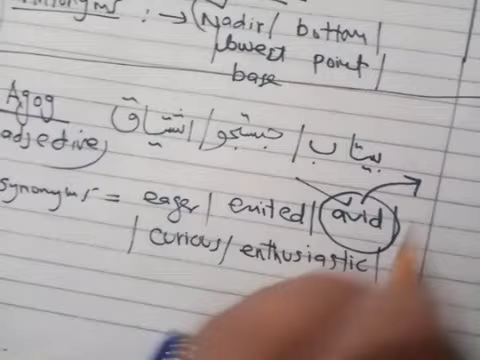 : → (Nadir / bottom |
lowest point |
base
Agog بیتاب / جستجو / اشتیاق
adjective)
synonyms = eager / exited / (avid) |
| curious / enthusiastic |